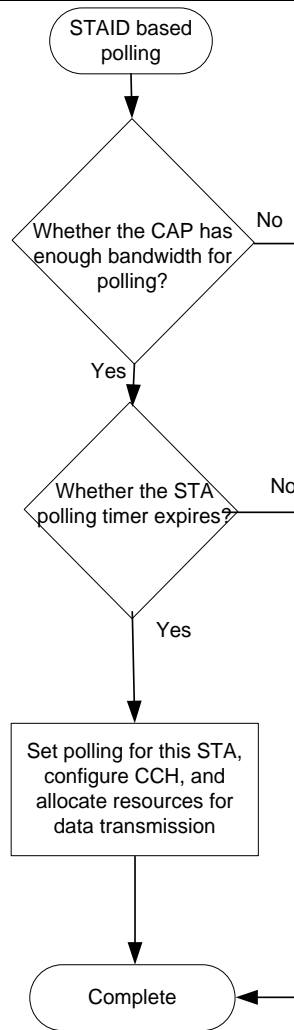 STAID based
polling
Whether the CAP has
enough bandwidth for
polling?
No
Yes
Whether the STA
polling timer expires?
No
Yes
Set polling for this STA,
configure CCH, and
allocate resources for
data transmission
Complete